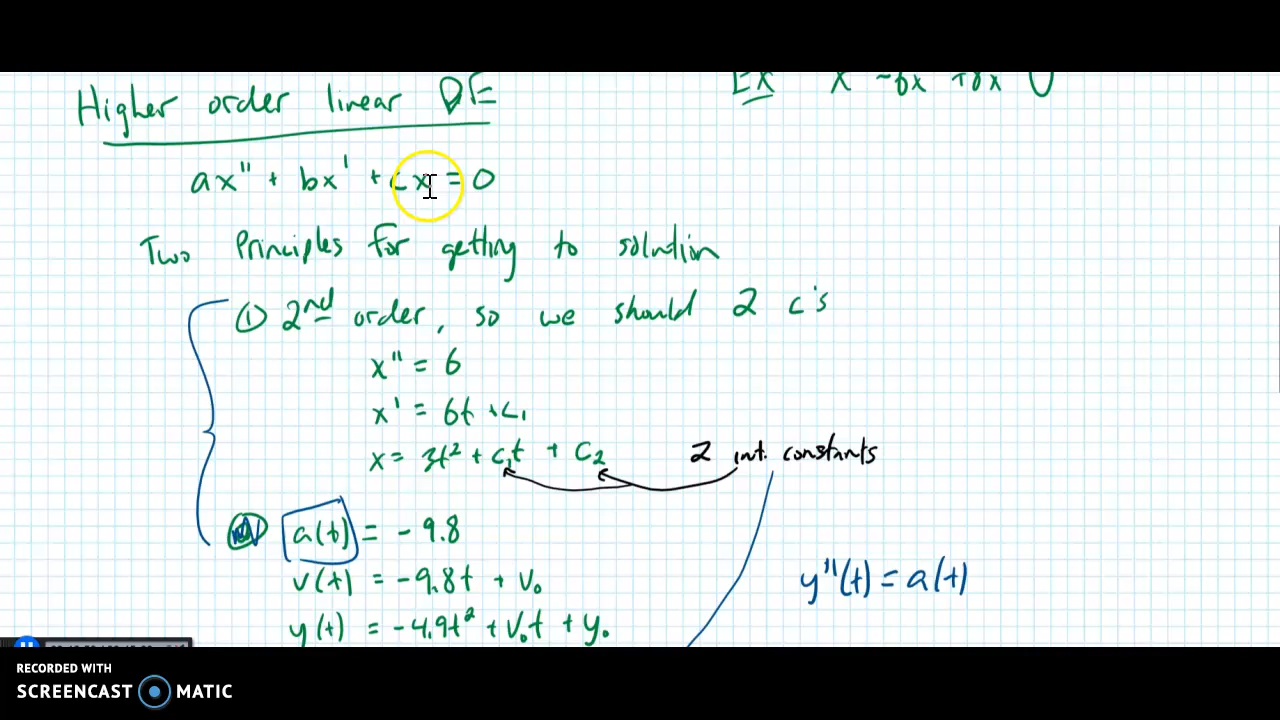 Higher order linear DE
ax" + bx' + cx = 0
Two Principles for getting to solution
① 2nd order, so we should 2 c's
x" = 6
x' = 6t + c₁
x = 3t² + c₁t + c₂
2 int. constants
a(t) = -9.8
v(t) = -9.8t + v₀
y(t) = -4.9t² + v₀t + y₀
y"(t) = a(t)
Ex
RECORDED WITH
SCREENCAST MATIC